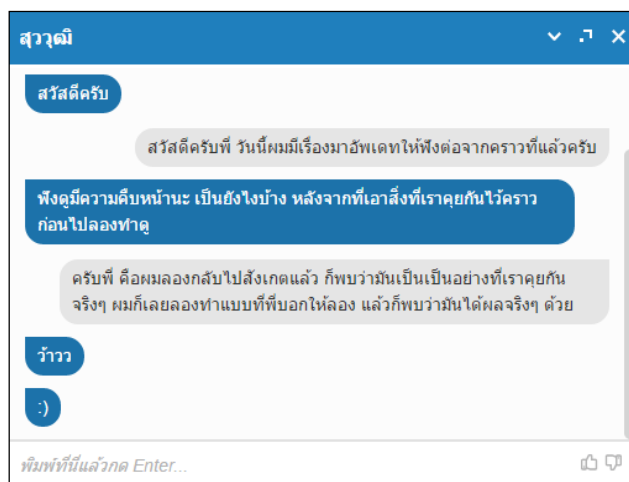 สุววุฒิ
สวัสดีครับ
สวัสดีครับพี่ วันนี้ผมมีเรื่องมาอัพเดทให้ฟังต่อจากคราวที่แล้วครับ
ฟังดูมีความคืบหน้านะ เป็นยังไงบ้าง หลังจากที่เอาสิ่งที่เราคุยกันไว้คราว
ก่อนไปลองทำดู
ครับพี่ คือผมลองกลับไปสังเกตแล้ว ก็พบว่ามันเป็นเป็นอย่างที่เราคุยกัน
จริงๆ ผมก็เลยลองทำแบบที่พี่บอกให้ลอง แล้วก็พบว่ามันได้ผลจริงๆ ด้วย
ว้าวว
:)
พิมพ์ที่นี่แล้วกด Enter...